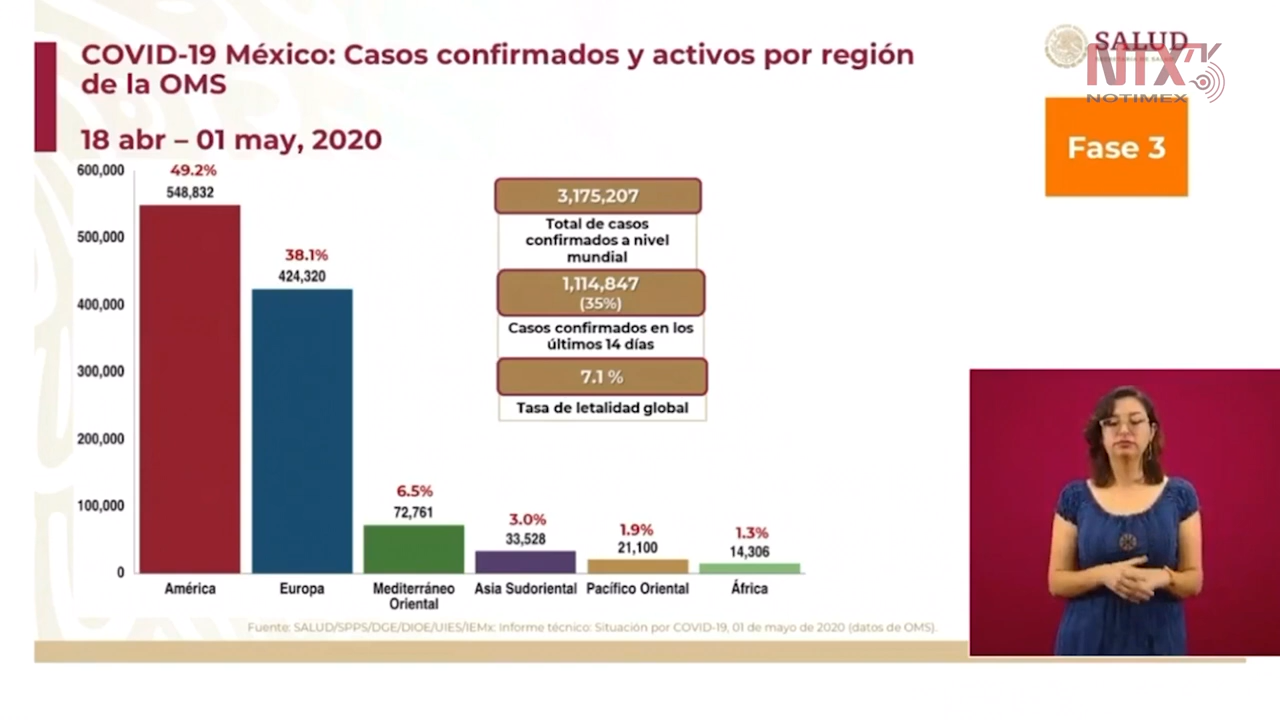 COVID-19 México: Casos confirmados y activos por región
de la OMS
18 abr – 01 may, 2020
SALUD
SECRETARÍA DE SALUD
NTX
NOTIMEX
Fase 3
600,000
500,000
400,000
300,000
200,000
100,000
0
49.2%
548,832
38.1%
424,320
6.5%
72,761
3.0%
33,528
1.9%
21,100
1.3%
14,306
América
Europa
Mediterráneo
Oriental
Asia Sudoriental
Pacífico Oriental
África
3,175,207
Total de casos
confirmados a nivel
mundial
1,114,847
(35%)
Casos confirmados en los
últimos 14 días
7.1 %
Tasa de letalidad global
Fuente: SALUD/SPPS/DGE/DIOE/UIES/IEMx: Informe técnico: Situación por COVID-19, 01 de mayo de 2020 (datos de OMS).